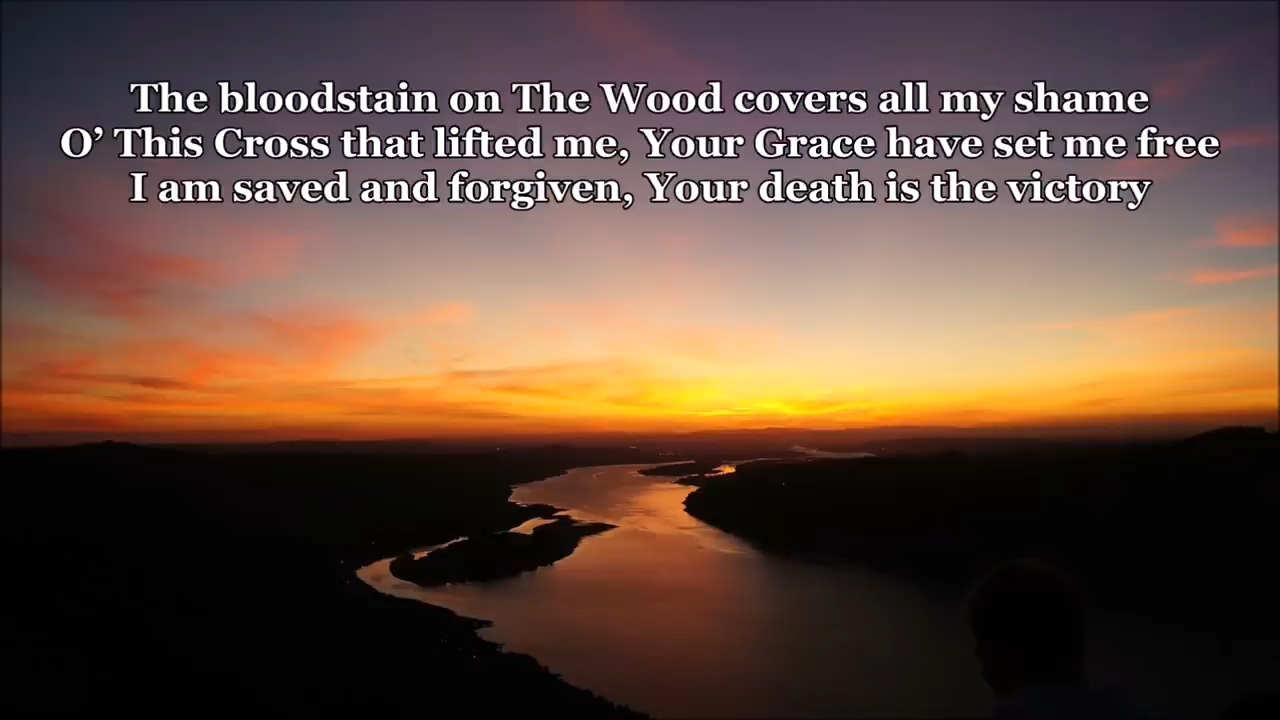 The bloodstain on The Wood covers all my shame
O’ This Cross that lifted me, Your Grace have set me free
I am saved and forgiven, Your death is the victory